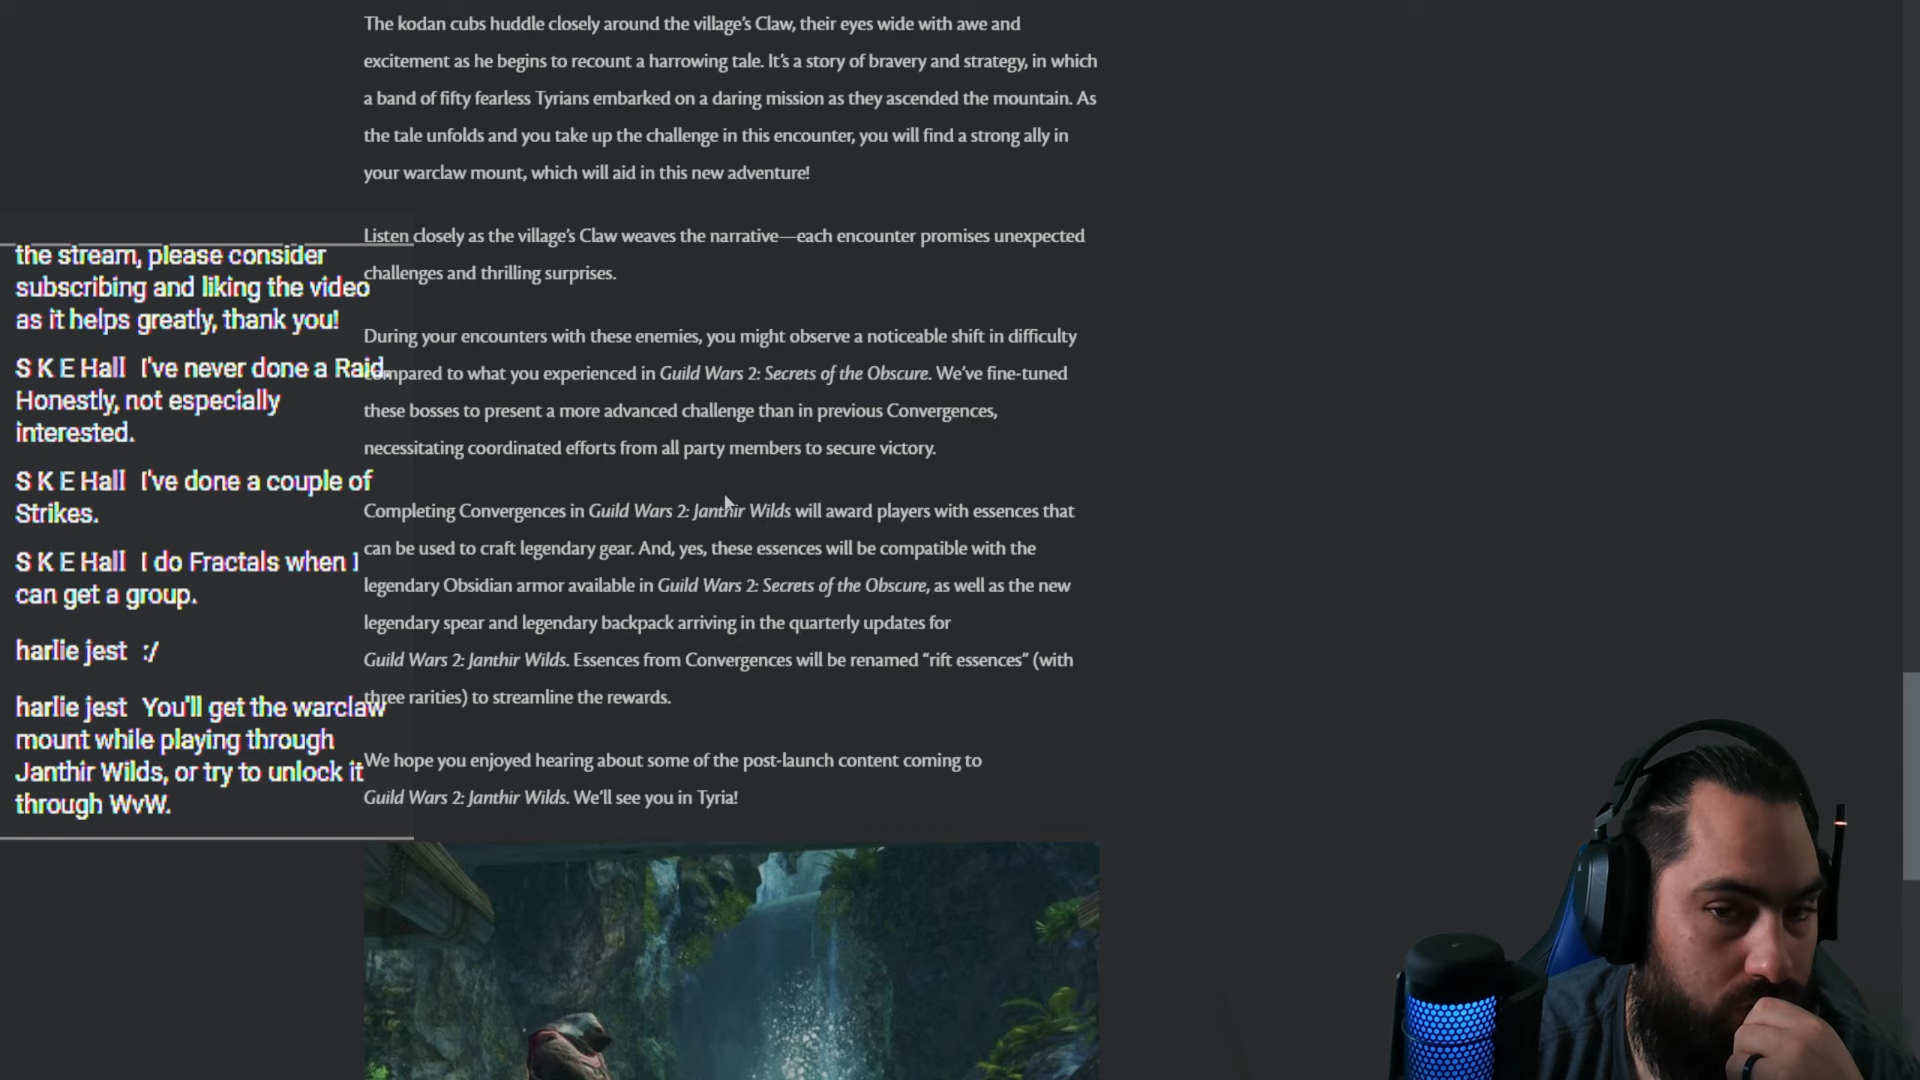 The kodan cubs huddle closely around the village's Claw, their eyes wide with awe and
excitement as he begins to recount a harrowing tale. It's a story of bravery and strategy, in which
a band of fifty fearless Tyrians embarked on a daring mission as they ascended the mountain. As
the tale unfolds and you take up the challenge in this encounter, you will find a strong ally in
your warclaw mount, which will aid in this new adventure!
Listen closely as the village's Claw weaves the narrative—each encounter promises unexpected
challenges and thrilling surprises.
During your encounters with these enemies, you might observe a noticeable shift in difficulty
compared to what you experienced in Guild Wars 2: Secrets of the Obscure. We've fine-tuned
these bosses to present a more advanced challenge than in previous Convergences,
necessitating coordinated efforts from all party members to secure victory.
Completing Convergences in Guild Wars 2: Janthir Wilds will award players with essences that
can be used to craft legendary gear. And, yes, these essences will be compatible with the
legendary Obsidian armor available in Guild Wars 2: Secrets of the Obscure, as well as the new
legendary spear and legendary backpack arriving in the quarterly updates for
Guild Wars 2: Janthir Wilds. Essences from Convergences will be renamed “rift essences” (with
three rarities) to streamline the rewards.
We hope you enjoyed hearing about some of the post-launch content coming to
Guild Wars 2: Janthir Wilds. We'll see you in Tyria!
the stream, please consider
subscribing and liking the video
as it helps greatly, thank you!
S K E Hall I've never done a Raid.
Honestly, not especially
interested.
S K E Hall I've done a couple of
Strikes.
S K E Hall I do Fractals when I
can get a group.
harlie jest :/
harlie jest You'll get the warclaw
mount while playing through
Janthir Wilds, or try to unlock it
through WvW.